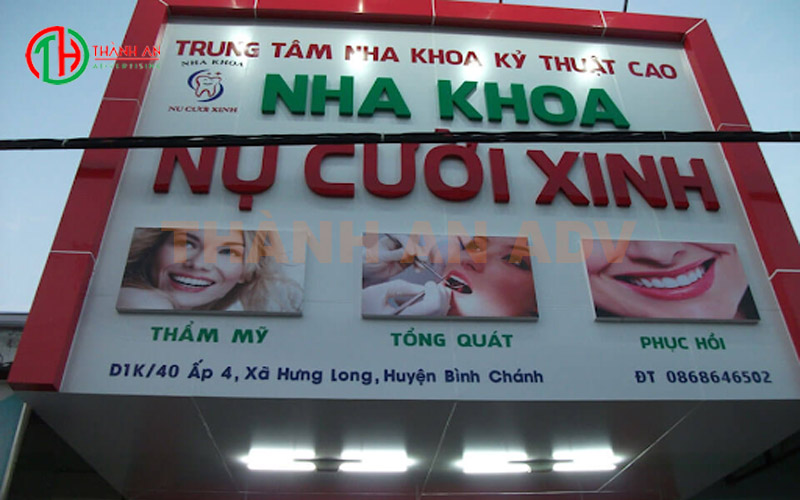 THÀNH AN
ADVERTISING
TRUNG TÂM NHA KHOA KỸ THUẬT CAO
NHA KHOA
NỤ CƯỜI XINH
NHA KHOA
NỤ CƯỜI XINH
THÀNH AN ADV
THẨM MỸ
TỔNG QUÁT
PHỤC HỒI
D1K/40 Ấp 4, Xã Hưng Long, Huyện Bình Chánh
ĐT 0868646502